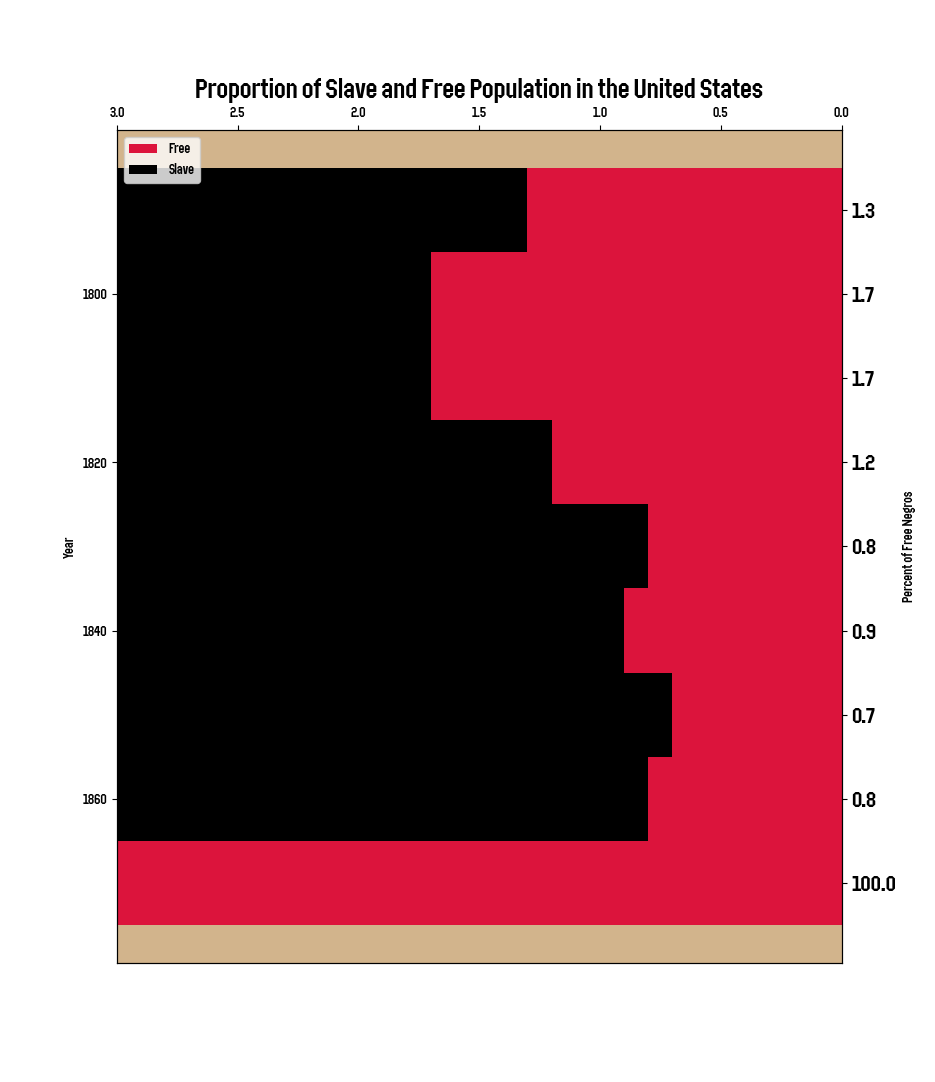 Proportion of Slave and Free Population in the United States
3.0 2.5 2.0 1.5 1.0 0.5 0.0
Free
Slave
1.3
1800 1.7
1.7
1820 1.2
0.8
1840 0.9
0.7
1860 0.8
100.0
Year
Percent of Free Negros